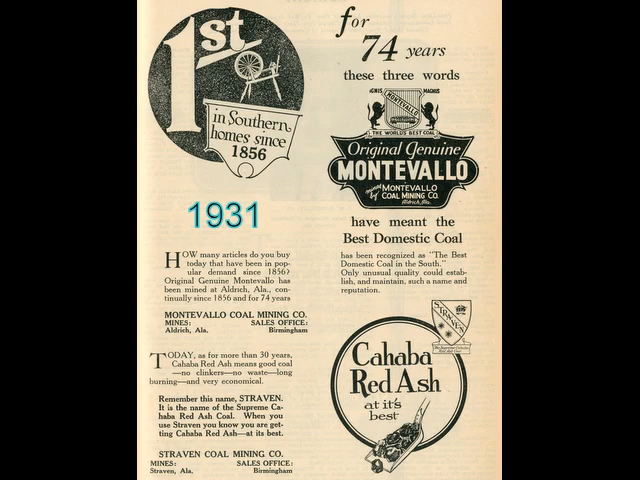 1st
in Southern
homes since
1856
for
74 years
these three words
IGNIS MAGNUS
MONTEVALLO
THE WORLD'S BEST COAL
Original Genuine
MONTEVALLO
mined by MONTEVALLO
COAL MINING CO.
Aldrich, Ala.
have meant the
Best Domestic Coal
1931
HOW many articles do you buy
today that have been in pop-
ular demand since 1856?
Original Genuine Montevallo has
been mined at Aldrich, Ala., con-
tinually since 1856 and for 74 years
has been recognized as "The Best
Domestic Coal in the South."
Only unusual quality could estab-
lish, and maintain, such a name and
reputation.
MONTEVALLO COAL MINING CO.
MINES: SALES OFFICE:
Aldrich, Ala. Birmingham
TODAY, as for more than 30 years,
Cahaba Red Ash means good coal
—no clinkers—no waste—long
burning—and very economical.
Remember this name, STRAVEN.
It is the name of the Supreme Ca-
haba Red Ash Coal. When you
use Straven you know you are get-
ting Cahaba Red Ash—at its best.
STRAVEN COAL MINING CO.
MINES: SALES OFFICE:
Straven, Ala. Birmingham
STRAVEN
The Supreme Cahaba
Red Ash Coal
Cahaba
Red Ash
at it's
best